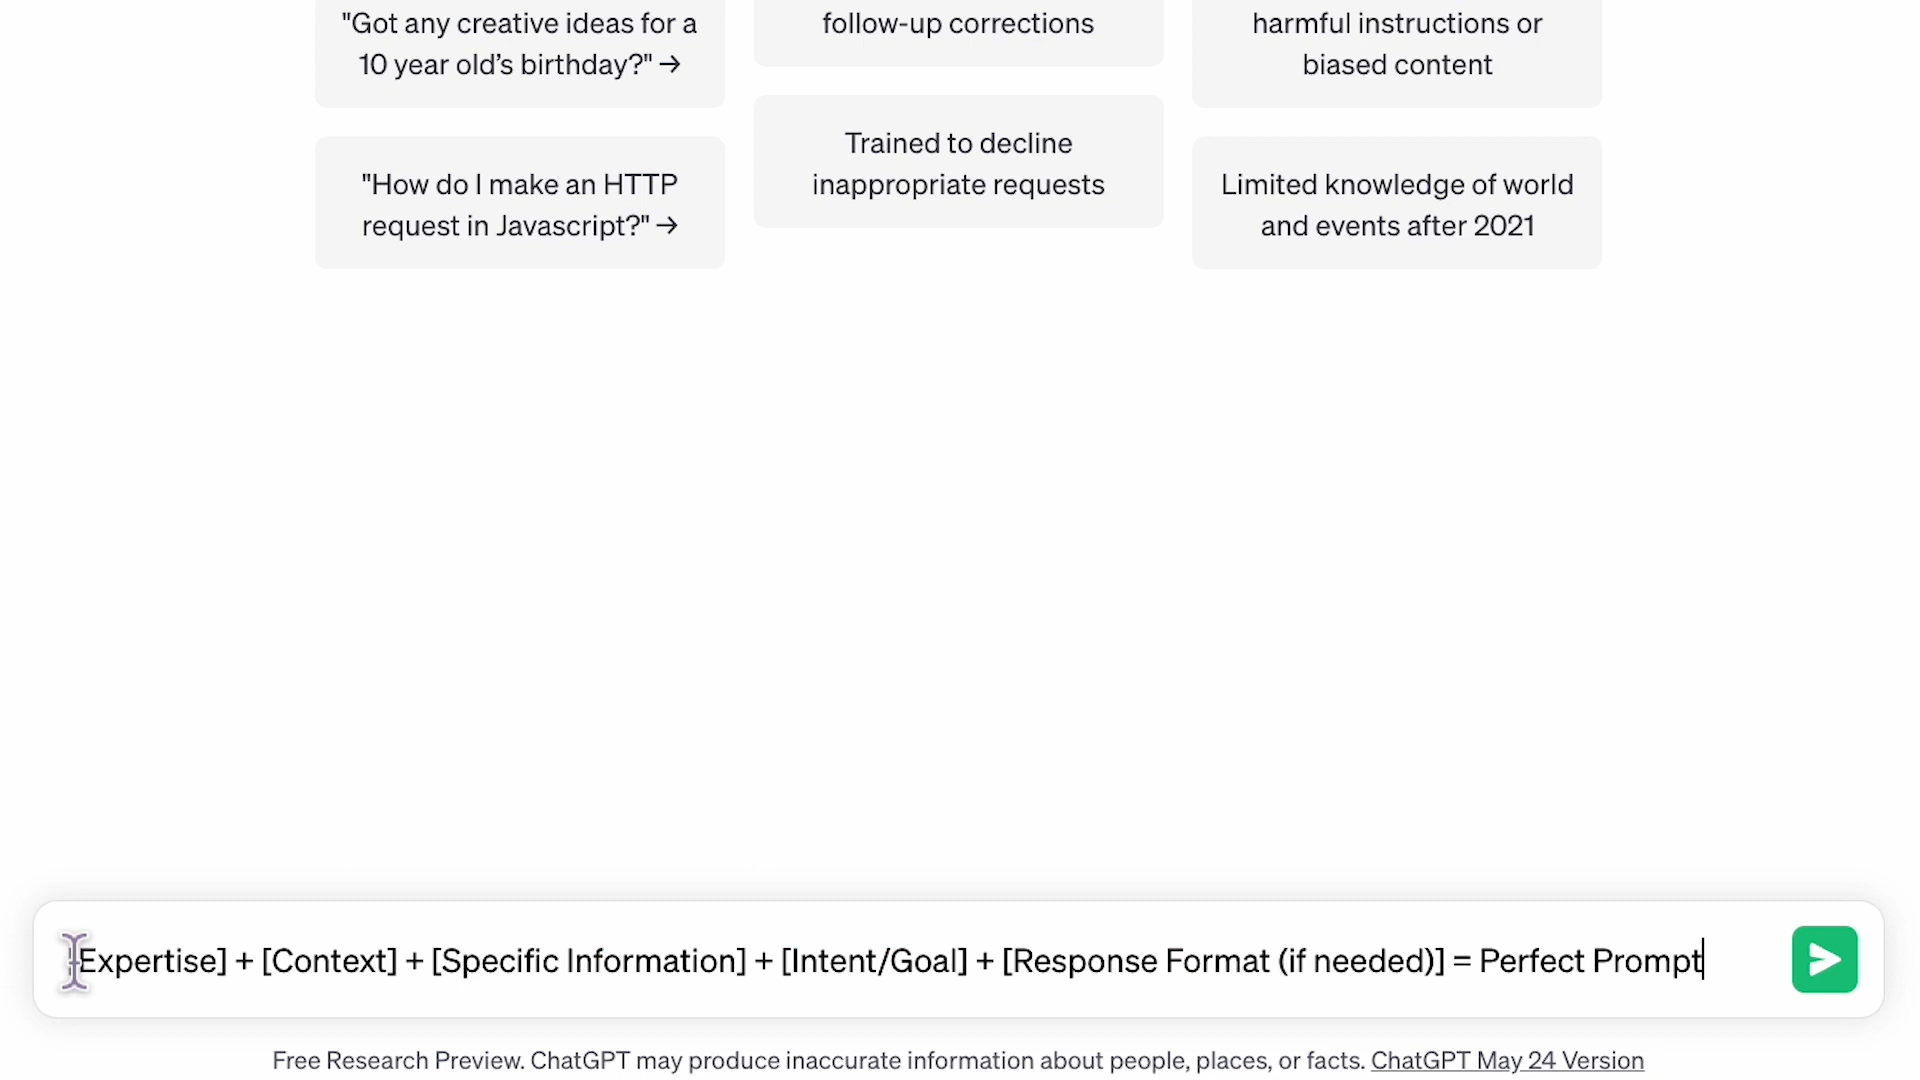 "Got any creative ideas for a
10 year old’s birthday?" →
follow-up corrections
harmful instructions or
biased content
"How do I make an HTTP
request in Javascript?" →
Trained to decline
inappropriate requests
Limited knowledge of world
and events after 2021
[Expertise] + [Context] + [Specific Information] + [Intent/Goal] + [Response Format (if needed)] = Perfect Prompt
Free Research Preview. ChatGPT may produce inaccurate information about people, places, or facts. ChatGPT May 24 Version